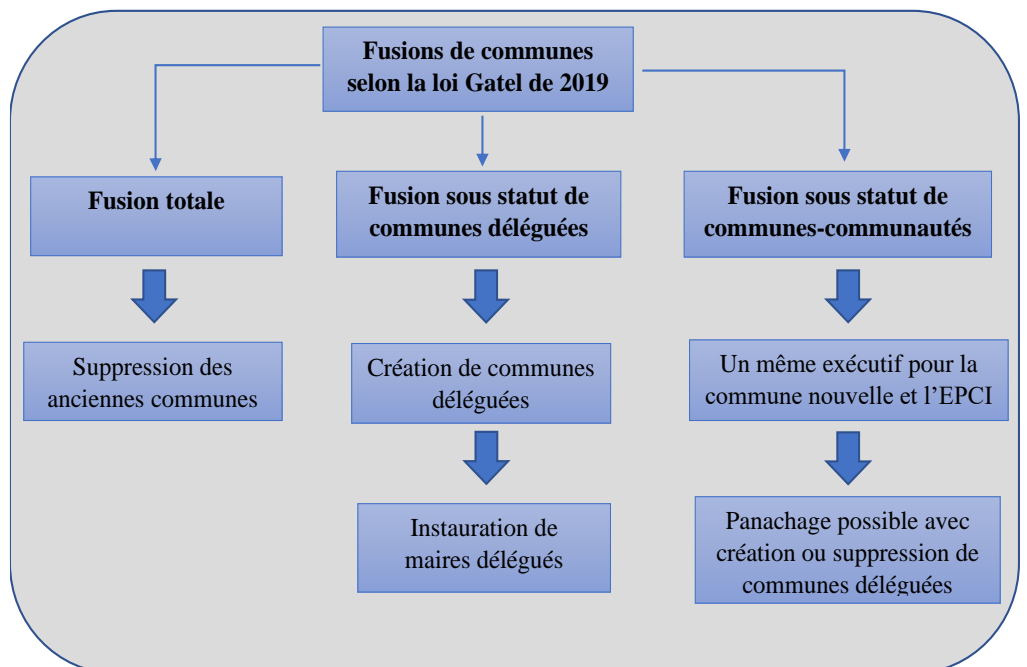 Fusions de communes
selon la loi Gatel de 2019
Fusion totale
Fusion sous statut de
communes déléguées
Fusion sous statut de
communes-communautés
Suppression des
anciennes communes
Création de communes
déléguées
Un même exécutif pour la
commune nouvelle et l’EPCI
Instauration de
maires délégués
Panachage possible avec
création ou suppression de
communes déléguées